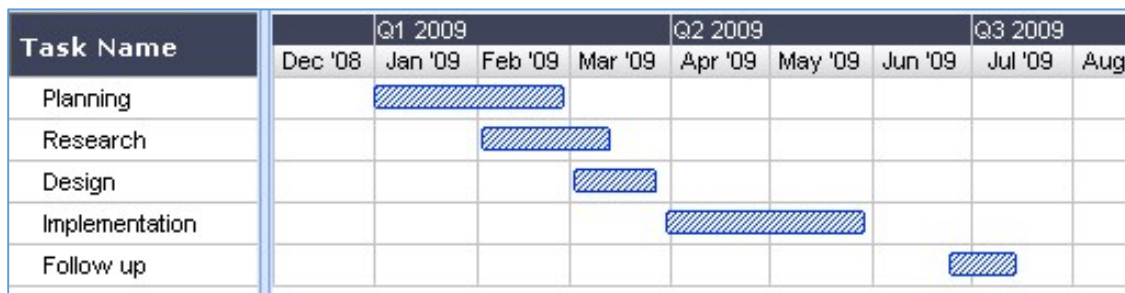 Task Name
Q1 2009 Q2 2009 Q3 2009
Dec '08 Jan '09 Feb '09 Mar '09 Apr '09 May '09 Jun '09 Jul '09 Aug
Planning
Research
Design
Implementation
Follow up